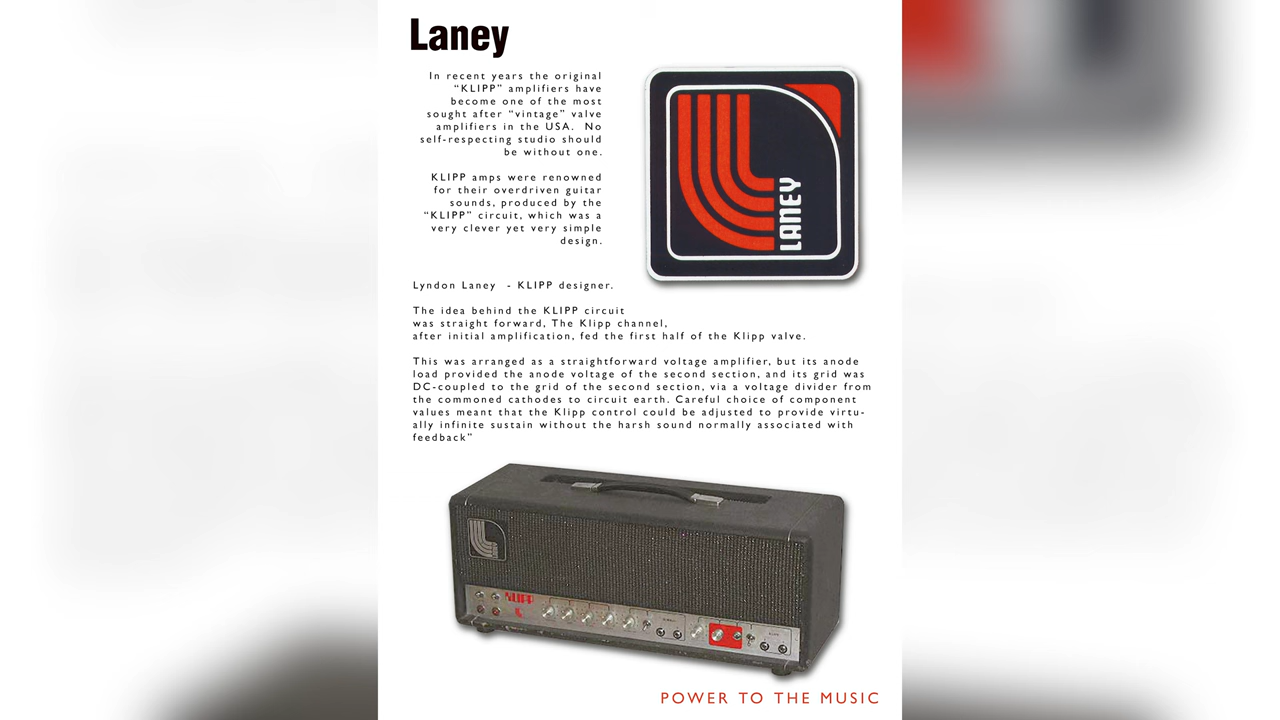 Laney
In recent years the original
“KLIPP” amplifiers have
become one of the most
sought after “vintage” valve
amplifiers in the USA.  No
self-respecting studio should
be without one.
KLIPP amps were renowned
for their overdriven guitar
sounds, produced by the
“KLIPP” circuit, which was a
very clever yet very simple
design.
LANEY
Lyndon Laney  - KLIPP designer.
The idea behind the KLIPP circuit
was straight forward, The Klipp channel,
after initial amplification, fed the first half of the Klipp valve.
This was arranged as a straightforward voltage amplifier, but its anode
load provided the anode voltage of the second section, and its grid was
DC-coupled to the grid of the second section, via a voltage divider from
the commoned cathodes to circuit earth. Careful choice of component
values meant that the Klipp control could be adjusted to provide virtu-
ally infinite sustain without the harsh sound normally associated with
feedback”
KLIPP
POWER TO THE MUSIC